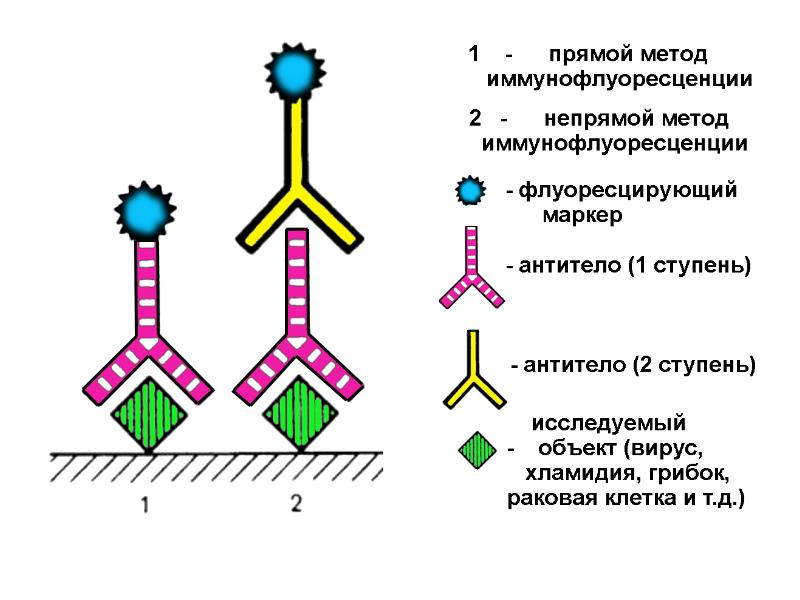 1 - прямой метод
иммунофлуоресценции
2 - непрямой метод
иммунофлуоресценции
- флуоресцирующий
маркер
- антитело (1 ступень)
- антитело (2 ступень)
исследуемый
- объект (вирус,
хламидия, грибок,
раковая клетка и т.д.)
1 2